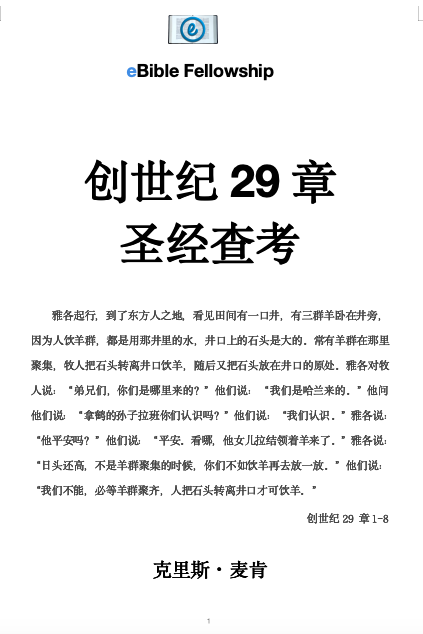 e
eBible Fellowship
创世纪 29 章
圣经查考
雅各起行，到了东方人之地，看见田间有一口井，有三群羊卧在井旁，
因为人饮羊群，都是用那井里的水，井口上的石头是大的。常有羊群在那里
聚集，牧人把石头转离井口饮羊，随后又把石头放在井口的原处。雅各对牧
人说：“弟兄们，你们是哪里来的？”他们说：“我们是哈兰来的。”他问
他们说：“拿鹤的孙子拉班你们认识吗？”他们说：“我们认识。”雅各说：
“他平安吗？”他们说：“平安。看哪，他女儿拉结领着羊来了。”雅各说：
“日头还高，不是羊群聚集的时候，你们不如饮羊再去放一放。”他们说：
“我们不能，必等羊群聚齐，人把石头转离井口才可饮羊。”
创世纪 29 章 1-8
克里斯·麦肯
1